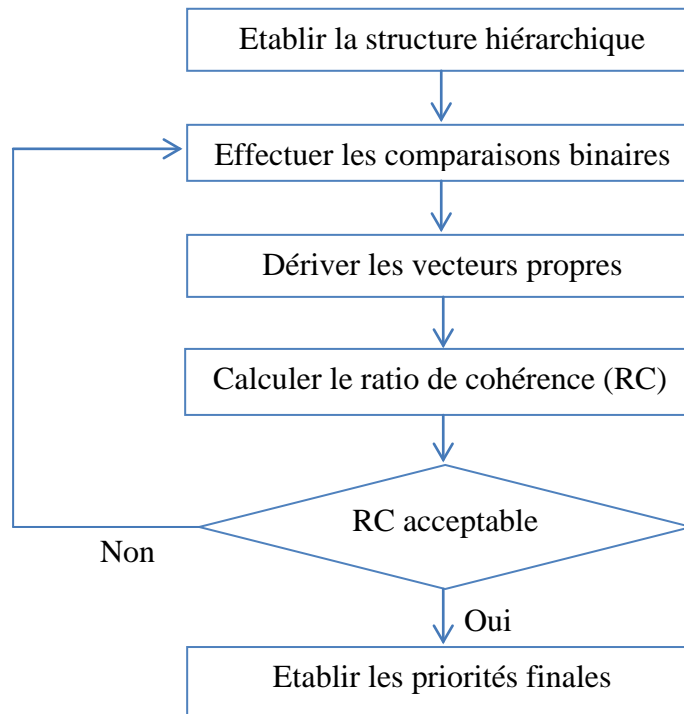 Etablir la structure hiérarchique
Effectuer les comparaisons binaires
Dériver les vecteurs propres
Calculer le ratio de cohérence (RC)
RC acceptable
Non
Oui
Etablir les priorités finales